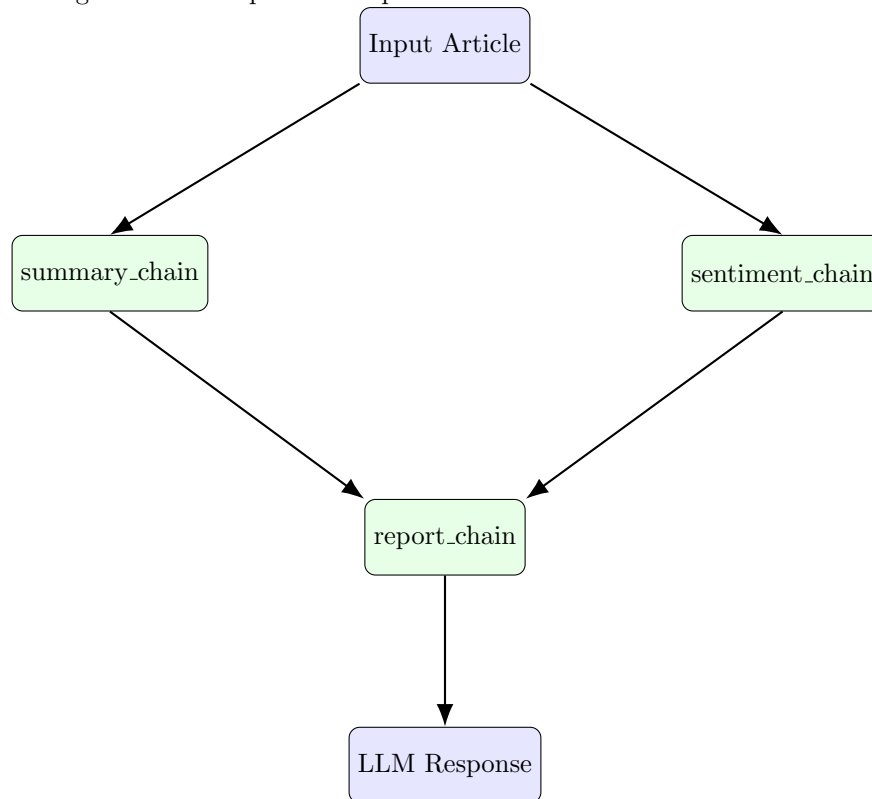 Input Article
summary_chain
sentiment_chain
report_chain
LLM Response